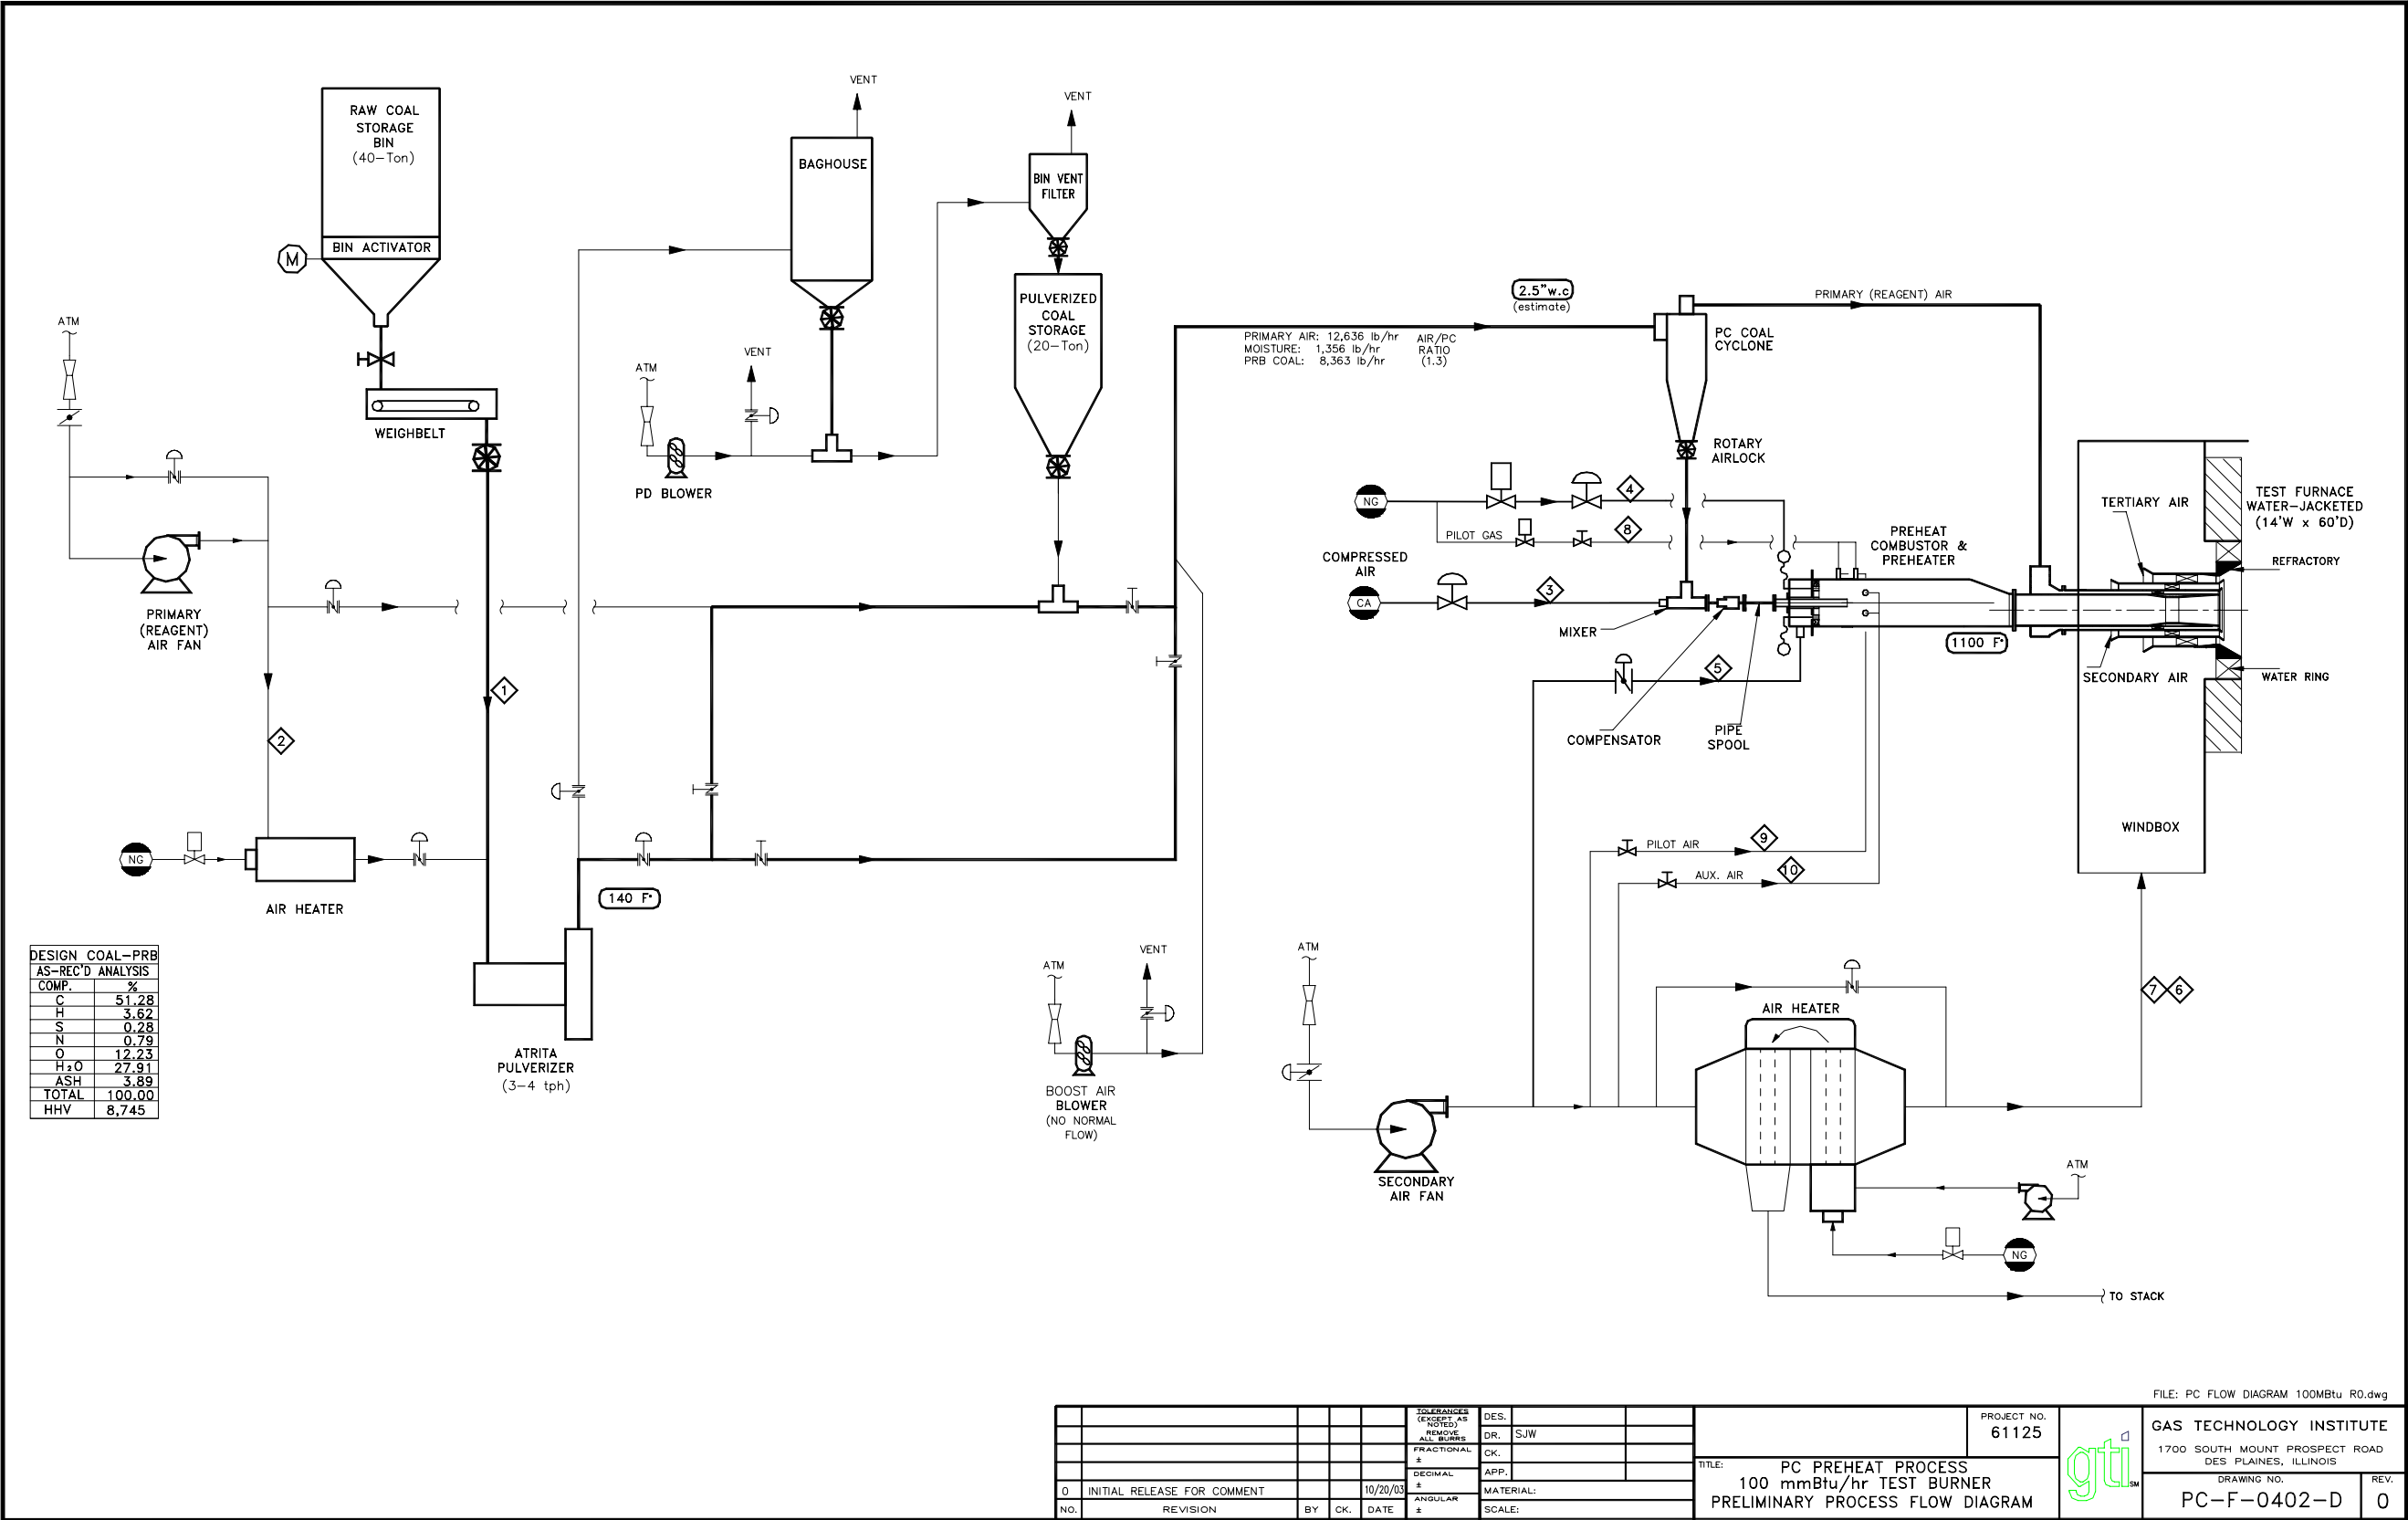 VENT
VENT
RAW COAL
STORAGE
BIN
(40-Ton)
BIN ACTIVATOR
M
BAGHOUSE
BIN VENT
FILTER
PULVERIZED
COAL
STORAGE
(20-Ton)
ATM
WEIGHBELT
ATM
VENT
PD BLOWER
PRIMARY
(REAGENT)
AIR FAN
1
2
NG
AIR HEATER
140 F°
ATRITA
PULVERIZER
(3-4 tph)
DESIGN COAL-PRB
AS-REC'D ANALYSIS
COMP. %
C 51.28
H 3.62
S 0.28
N 0.79
O 12.23
H₂O 27.91
ASH 3.89
TOTAL 100.00
HHV 8,745
ATM
VENT
BOOST AIR
BLOWER
(NO NORMAL
FLOW)
2.5"w.c
(estimate)
PRIMARY AIR: 12,636 lb/hr
MOISTURE: 1,356 lb/hr
PRB COAL: 8,363 lb/hr
AIR/PC
RATIO
(1.3)
PRIMARY (REAGENT) AIR
PC COAL
CYCLONE
ROTARY
AIRLOCK
NG
4
PILOT GAS
8
COMPRESSED
AIR
CA
3
MIXER
5
COMPENSATOR
PIPE
SPOOL
PREHEAT
COMBUSTOR &
PREHEATER
1100 F°
TERTIARY AIR
SECONDARY AIR
TEST FURNACE
WATER-JACKETED
(14'W x 60'D)
REFRACTORY
WATER RING
WINDBOX
PILOT AIR
9
AUX. AIR
10
7 6
ATM
SECONDARY
AIR FAN
AIR HEATER
ATM
NG
TO STACK
FILE: PC FLOW DIAGRAM 100MBtu R0.dwg
0 INITIAL RELEASE FOR COMMENT 10/20/03
NO. REVISION BY CK. DATE
TOLERANCES
(EXCEPT AS
NOTED)
REMOVE
ALL BURRS
FRACTIONAL
±
DECIMAL
±
ANGULAR
±
DES.
DR. SJW
CK.
APP.
MATERIAL:
SCALE:
PROJECT NO.
61125
TITLE: PC PREHEAT PROCESS
100 mmBtu/hr TEST BURNER
PRELIMINARY PROCESS FLOW DIAGRAM
gti SM
GAS TECHNOLOGY INSTITUTE
1700 SOUTH MOUNT PROSPECT ROAD
DES PLAINES, ILLINOIS
DRAWING NO. REV.
PC-F-0402-D 0